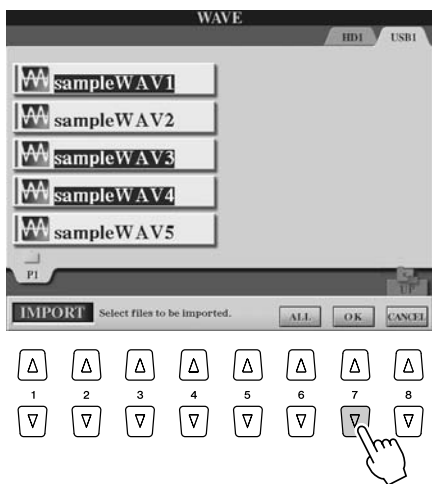 WAVE
HD1 USB1
sampleWAV1
sampleWAV2
sampleWAV3
sampleWAV4
sampleWAV5
P1
UP
IMPORT Select files to be imported. ALL OK CANCEL
1 2 3 4 5 6 7 8